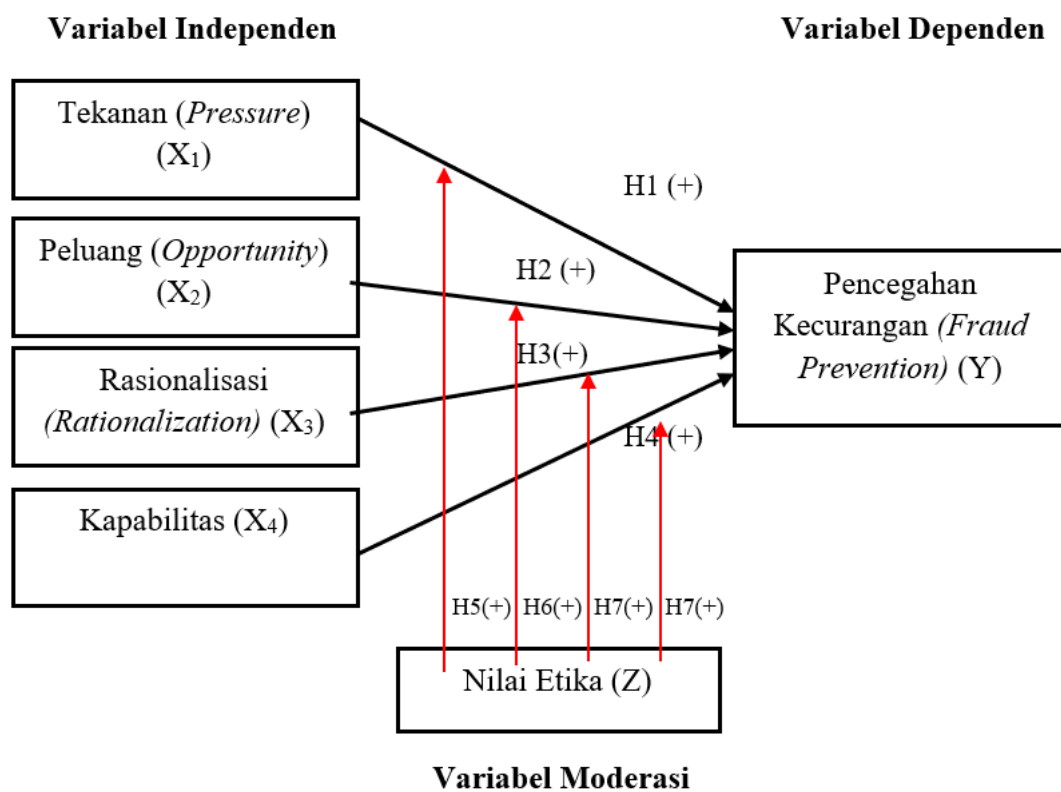 Variabel Independen
Variabel Dependen
Tekanan (Pressure)
(X₁)
H1 (+)
Peluang (Opportunity)
(X₂)
H2 (+)
Pencegahan
Kecurangan (Fraud
Prevention) (Y)
Rasionalisasi
(Rationalization) (X₃)
H3(+)
H4 (+)
Kapabilitas (X₄)
H5(+)
H6(+)
H7(+)
H7(+)
Nilai Etika (Z)
Variabel Moderasi